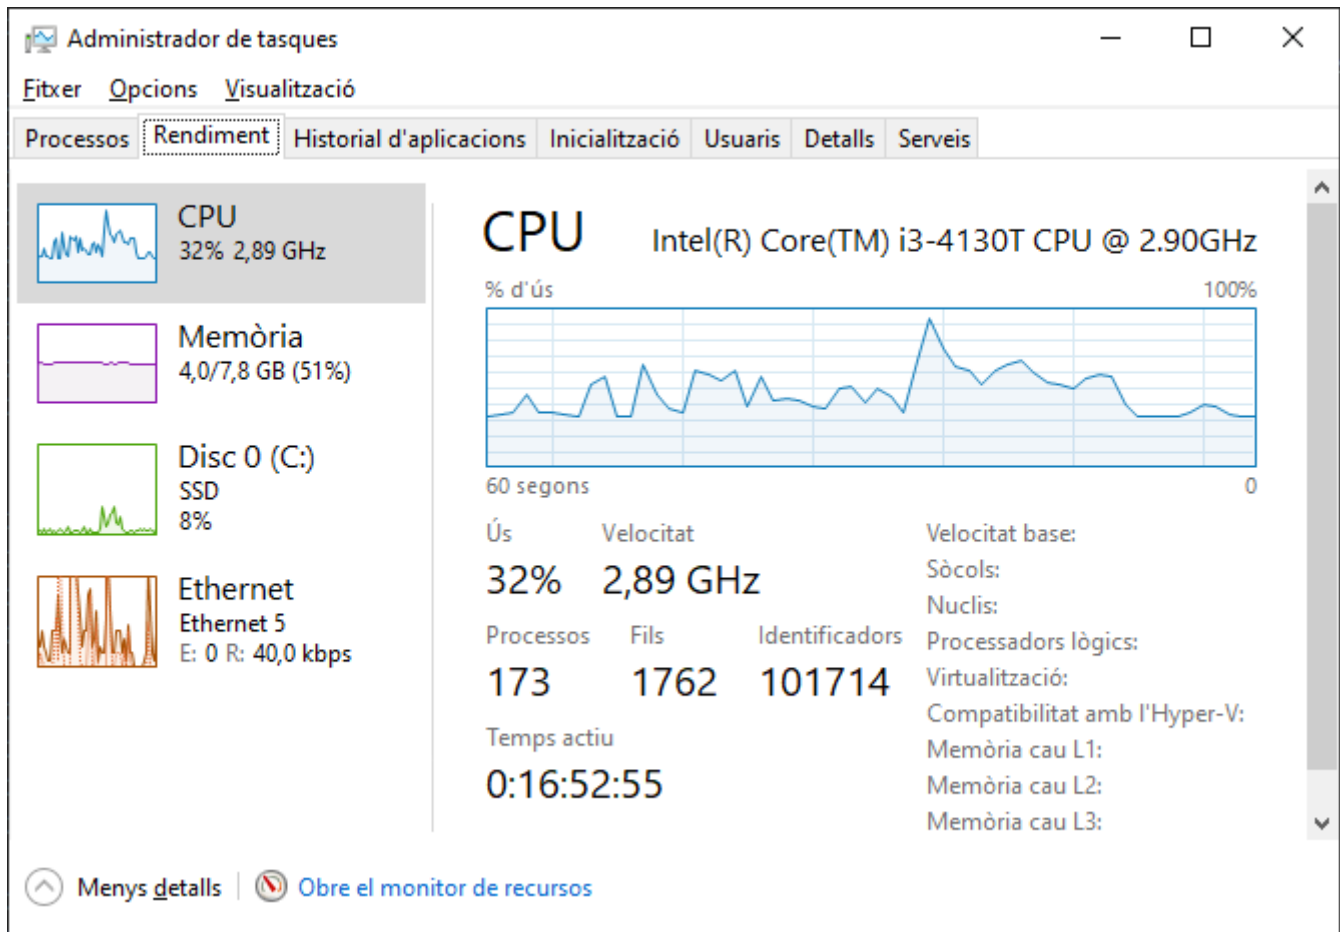 Administrador de tasques
Fitxer Opcions Visualització
Processos Rendiment Historial d'aplicacions Inicialització Usuaris Detalls Serveis
CPU
32% 2,89 GHz
Memòria
4,0/7,8 GB (51%)
Disc 0 (C:)
SSD
8%
Ethernet
Ethernet 5
E: 0 R: 40,0 kbps
CPU Intel(R) Core(TM) i3-4130T CPU @ 2.90GHz
% d'ús 100%
60 segons 0
Ús Velocitat
32% 2,89 GHz
Processos Fils Identificadors
173 1762 101714
Temps actiu
0:16:52:55
Velocitat base:
Sòcols:
Nuclis:
Processadors lògics:
Virtualització:
Compatibilitat amb l'Hyper-V:
Memòria cau L1:
Memòria cau L2:
Memòria cau L3:
Menys detalls Obre el monitor de recursos